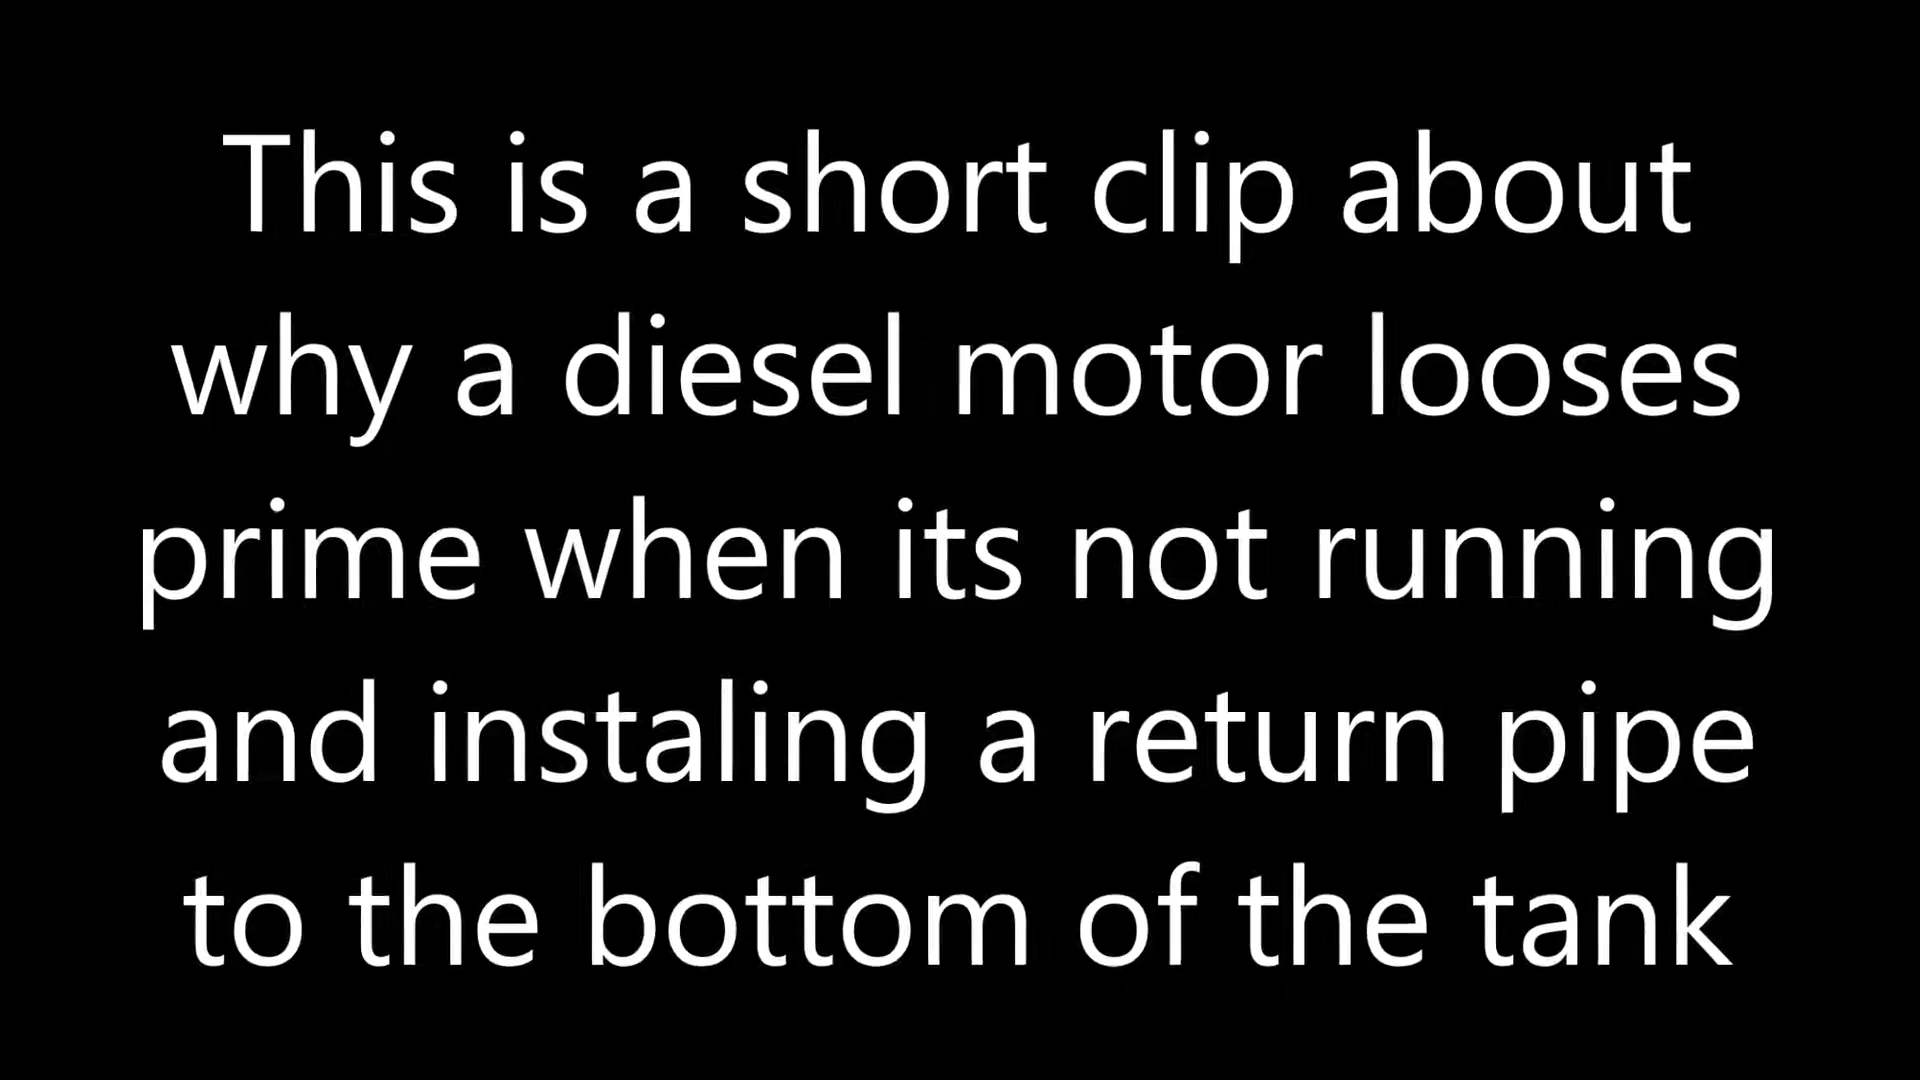 This is a short clip about
why a diesel motor looses
prime when its not running
and instaling a return pipe
to the bottom of the tank